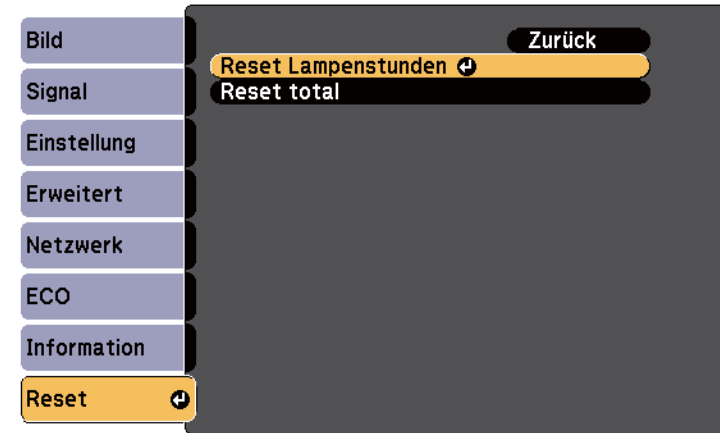 Bild
Signal
Einstellung
Erweitert
Netzwerk
ECO
Information
Reset
Zurück
Reset Lampenstunden
Reset total